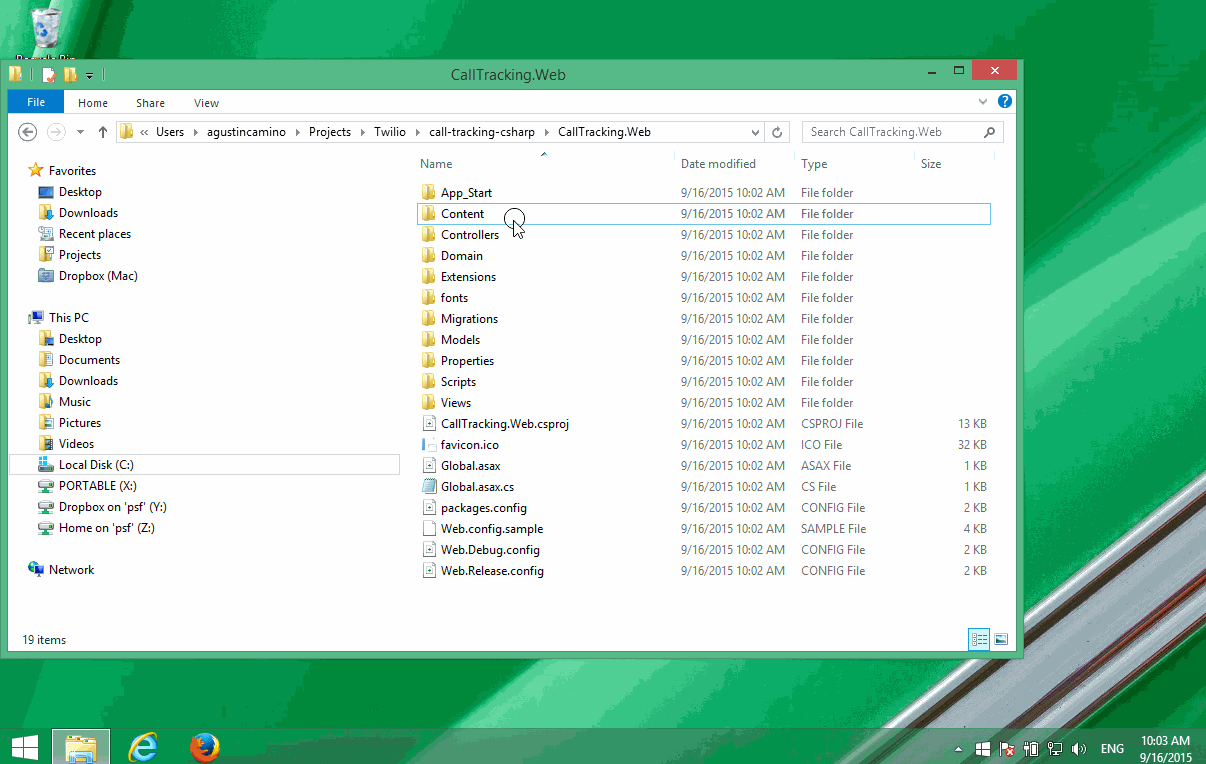 Recycle Bin
CallTracking.Web
File Home Share View
« Users agustincamino Projects Twilio call-tracking-csharp CallTracking.Web Search CallTracking.Web
Name Date modified Type Size
Favorites
Desktop
Downloads
Recent places
Projects
Dropbox (Mac)
This PC
Desktop
Documents
Downloads
Music
Pictures
Videos
Local Disk (C:)
PORTABLE (X:)
Dropbox on 'psf' (Y:)
Home on 'psf' (Z:)
Network
App_Start 9/16/2015 10:02 AM File folder
Content 9/16/2015 10:02 AM File folder
Controllers 9/16/2015 10:02 AM File folder
Domain 9/16/2015 10:02 AM File folder
Extensions 9/16/2015 10:02 AM File folder
fonts 9/16/2015 10:02 AM File folder
Migrations 9/16/2015 10:02 AM File folder
Models 9/16/2015 10:02 AM File folder
Properties 9/16/2015 10:02 AM File folder
Scripts 9/16/2015 10:02 AM File folder
Views 9/16/2015 10:02 AM File folder
CallTracking.Web.csproj 9/16/2015 10:02 AM CSPROJ File 13 KB
favicon.ico 9/16/2015 10:02 AM ICO File 32 KB
Global.asax 9/16/2015 10:02 AM ASAX File 1 KB
Global.asax.cs 9/16/2015 10:02 AM CS File 1 KB
packages.config 9/16/2015 10:02 AM CONFIG File 2 KB
Web.config.sample 9/16/2015 10:02 AM SAMPLE File 4 KB
Web.Debug.config 9/16/2015 10:02 AM CONFIG File 2 KB
Web.Release.config 9/16/2015 10:02 AM CONFIG File 2 KB
19 items
ENG
10:03 AM
9/16/2015